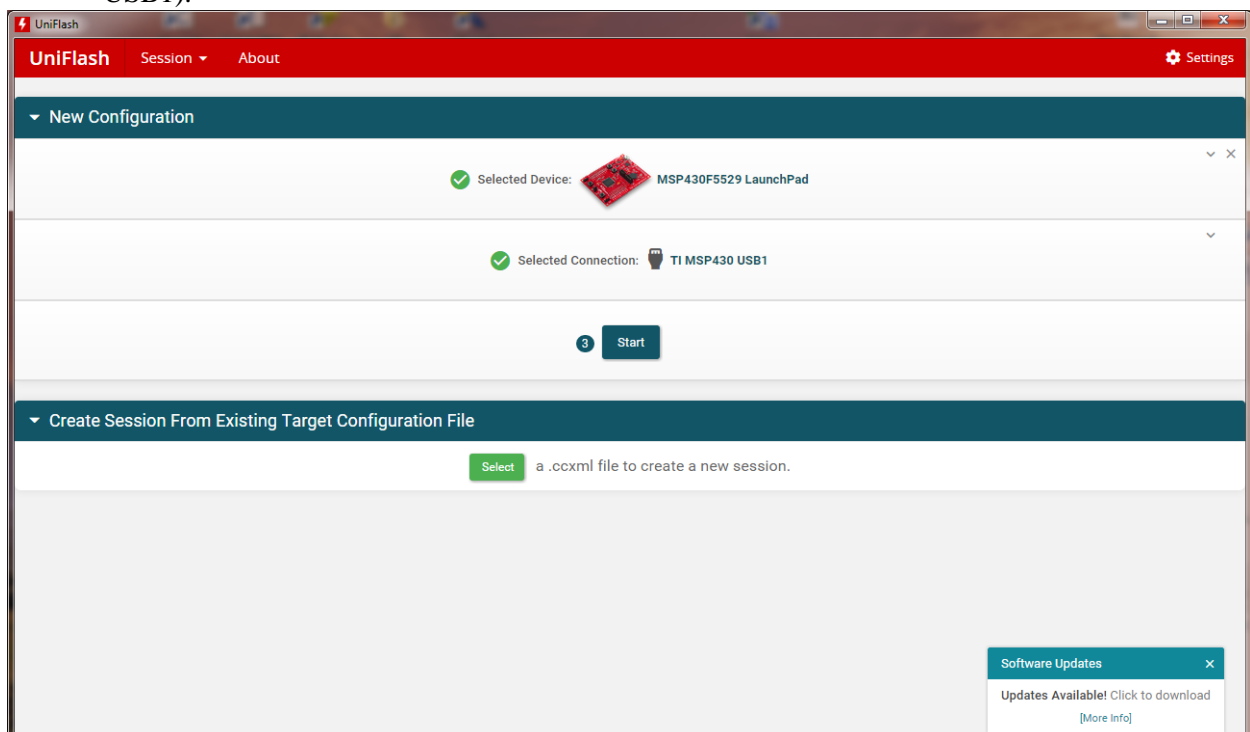 USB1).
UniFlash
UniFlash Session About Settings
New Configuration
Selected Device: MSP430F5529 LaunchPad
Selected Connection: TI MSP430 USB1
3 Start
Create Session From Existing Target Configuration File
Select a .ccxml file to create a new session.
Software Updates
Updates Available! Click to download
[More Info]